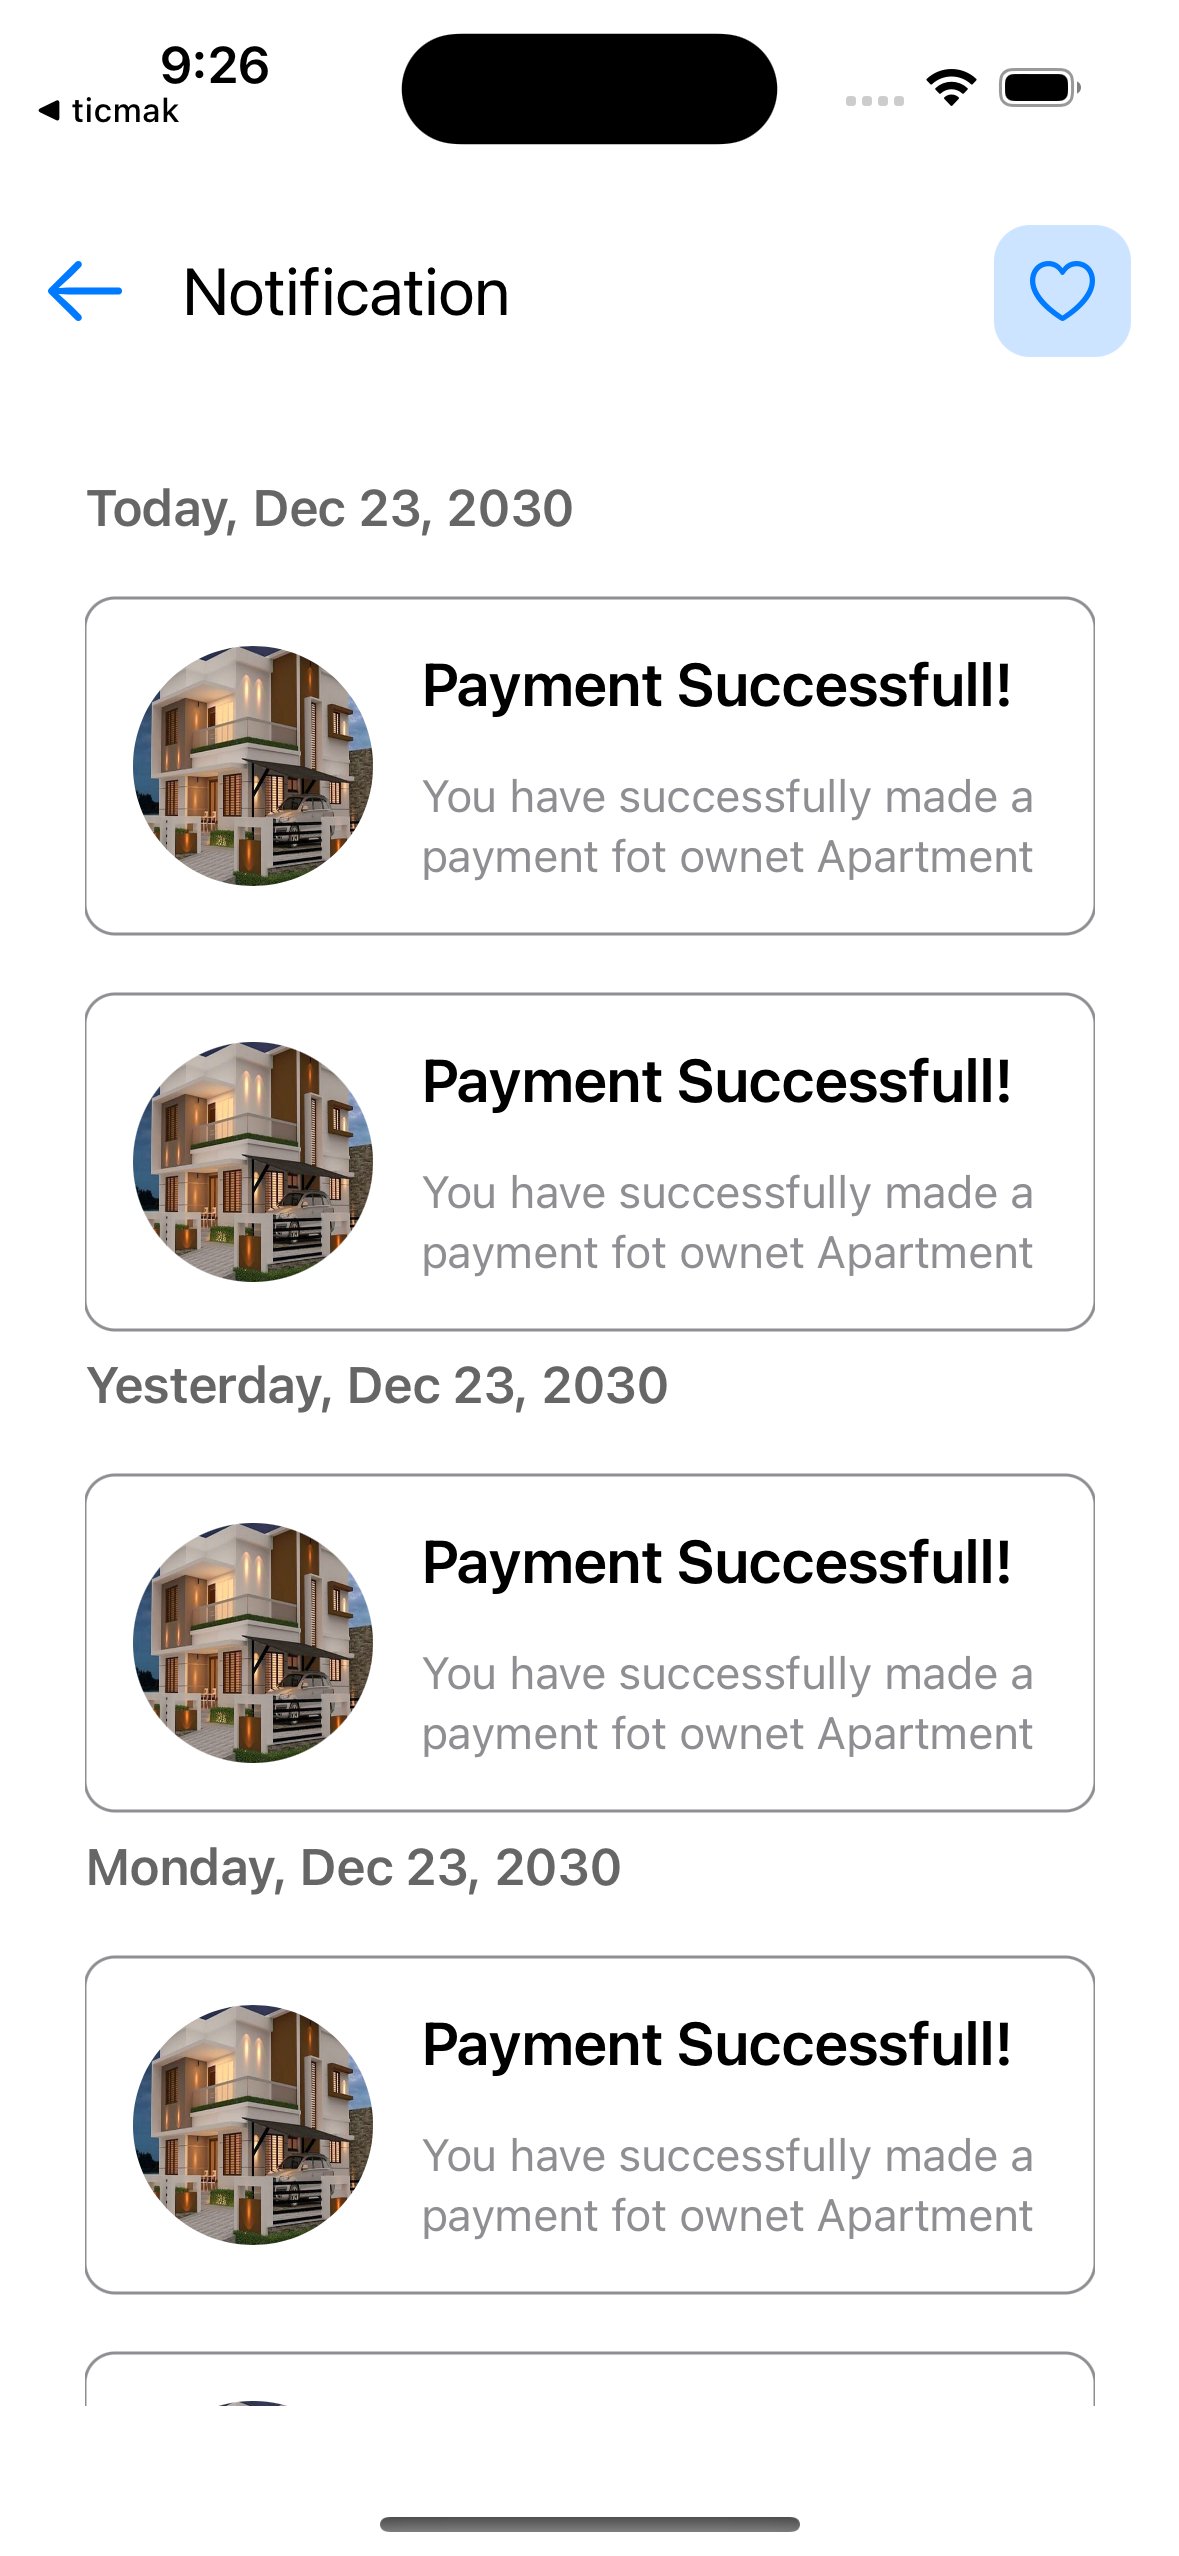 9:26
ticmak
Notification
Today, Dec 23, 2030
Payment Successfull!
You have successfully made a
payment fot ownet Apartment
Payment Successfull!
You have successfully made a
payment fot ownet Apartment
Yesterday, Dec 23, 2030
Payment Successfull!
You have successfully made a
payment fot ownet Apartment
Monday, Dec 23, 2030
Payment Successfull!
You have successfully made a
payment fot ownet Apartment